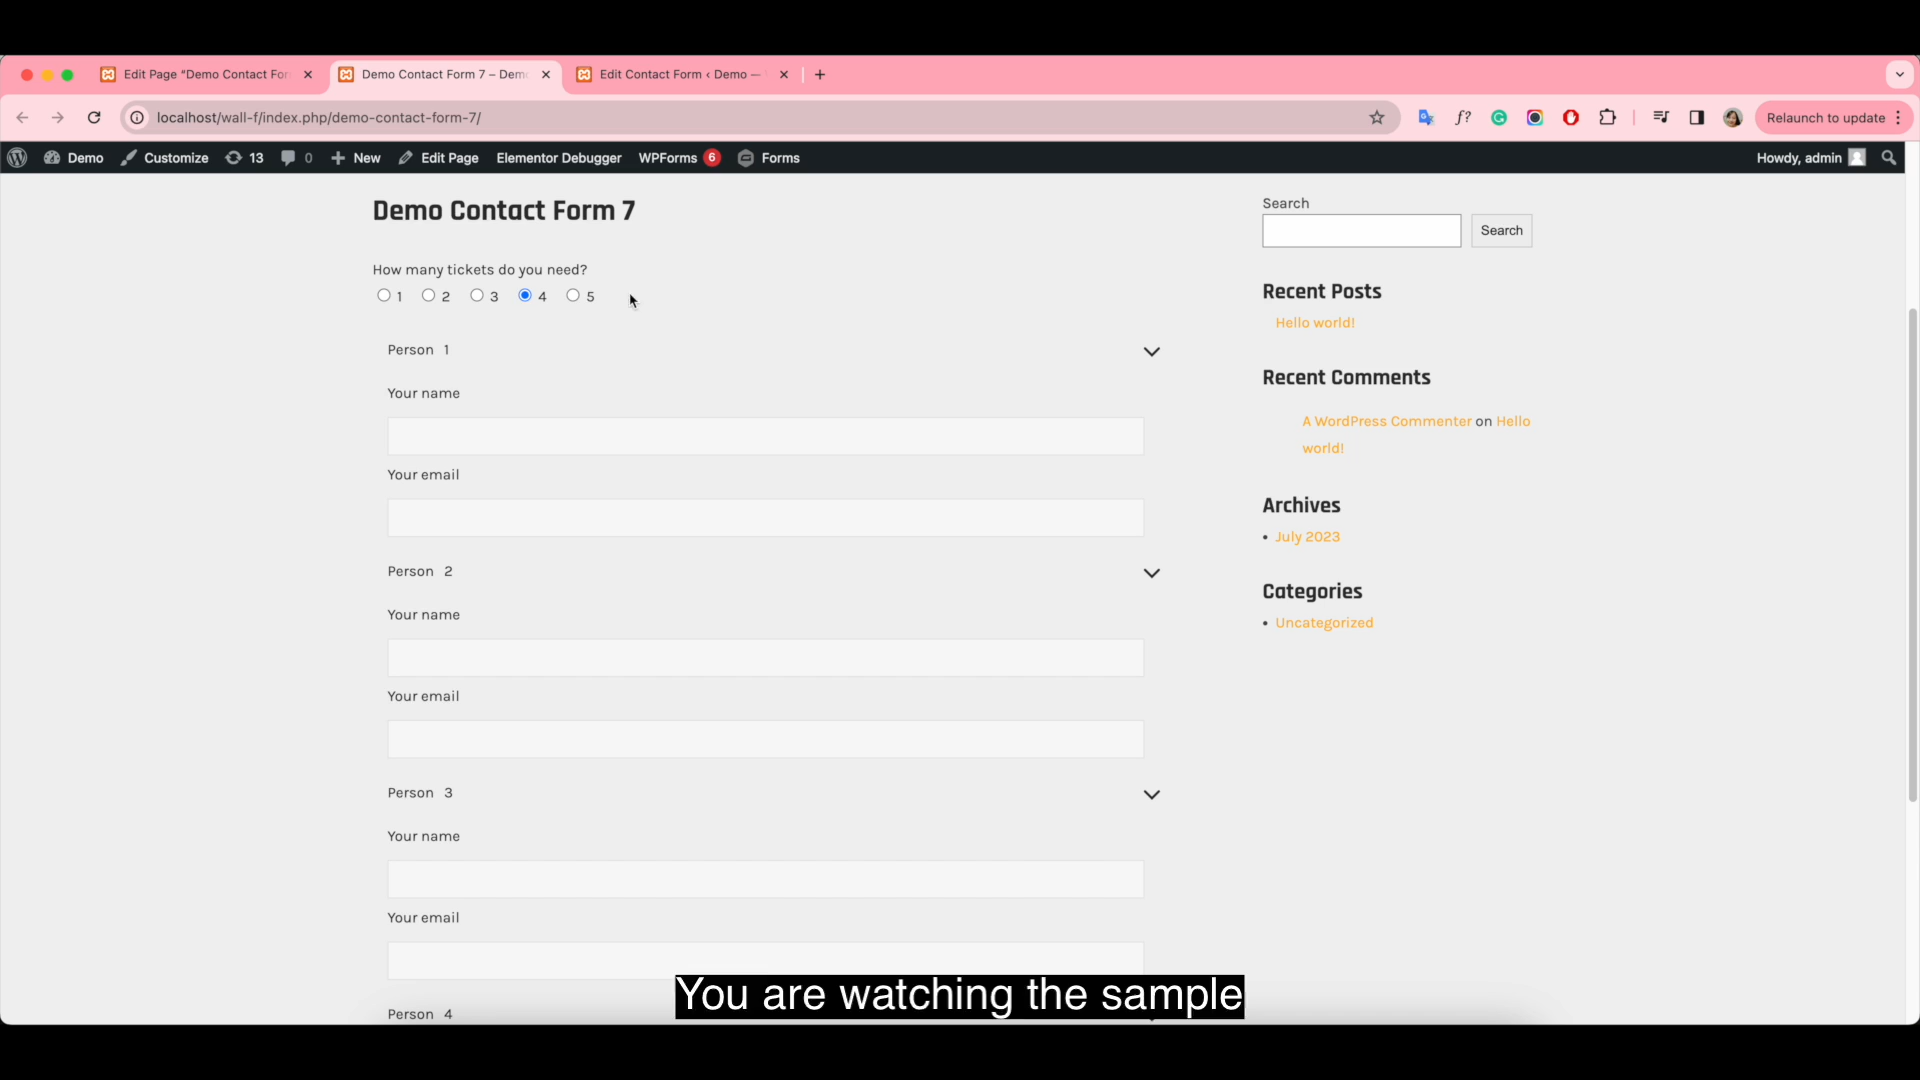 Edit Page "Demo Contact For
Demo Contact Form 7 – Demo
Edit Contact Form ‹ Demo —
localhost/wall-f/index.php/demo-contact-form-7/
Relaunch to update
Demo
Customize
13
0
New
Edit Page
Elementor Debugger
WPForms 6
Forms
Howdy, admin
Demo Contact Form 7
How many tickets do you need?
1 2 3 4 5
Person 1
Your name
Your email
Person 2
Your name
Your email
Person 3
Your name
Your email
Person 4
Search
Search
Recent Posts
Hello world!
Recent Comments
A WordPress Commenter on Hello
world!
Archives
• July 2023
Categories
• Uncategorized
You are watching the sample